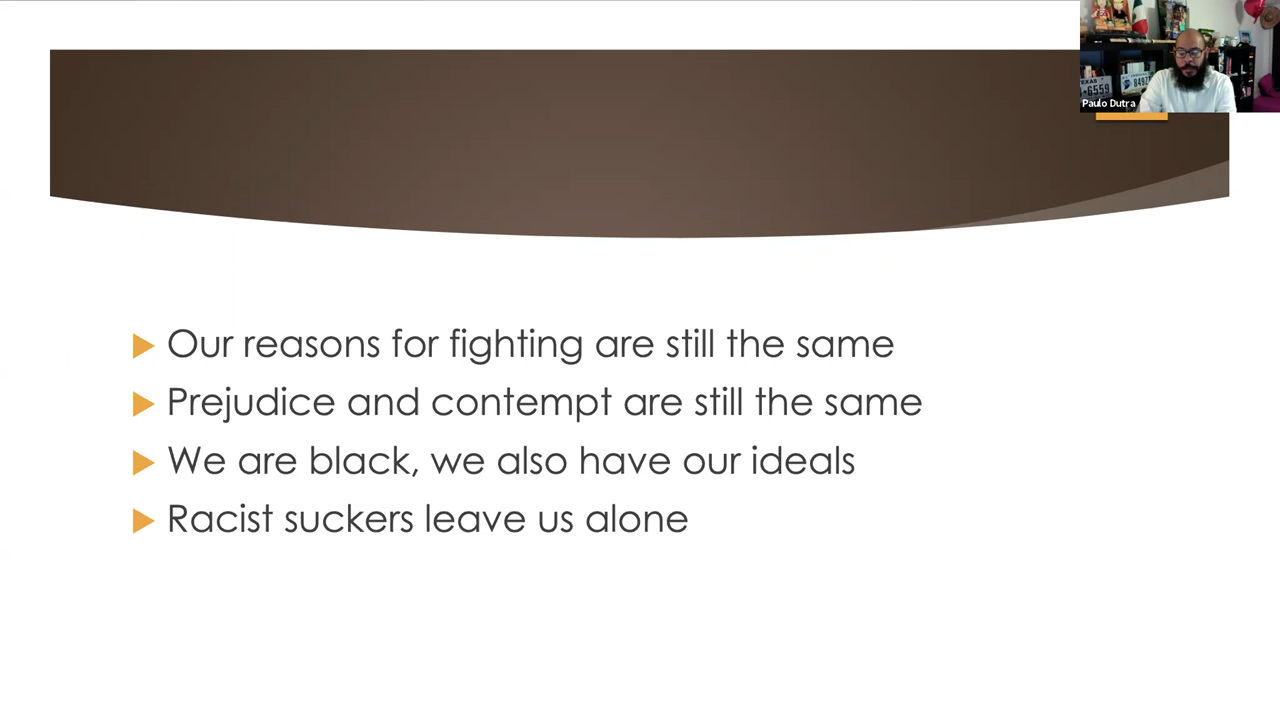 Paulo Dutra
TEXAS
Our reasons for fighting are still the same
Prejudice and contempt are still the same
We are black, we also have our ideals
Racist suckers leave us alone